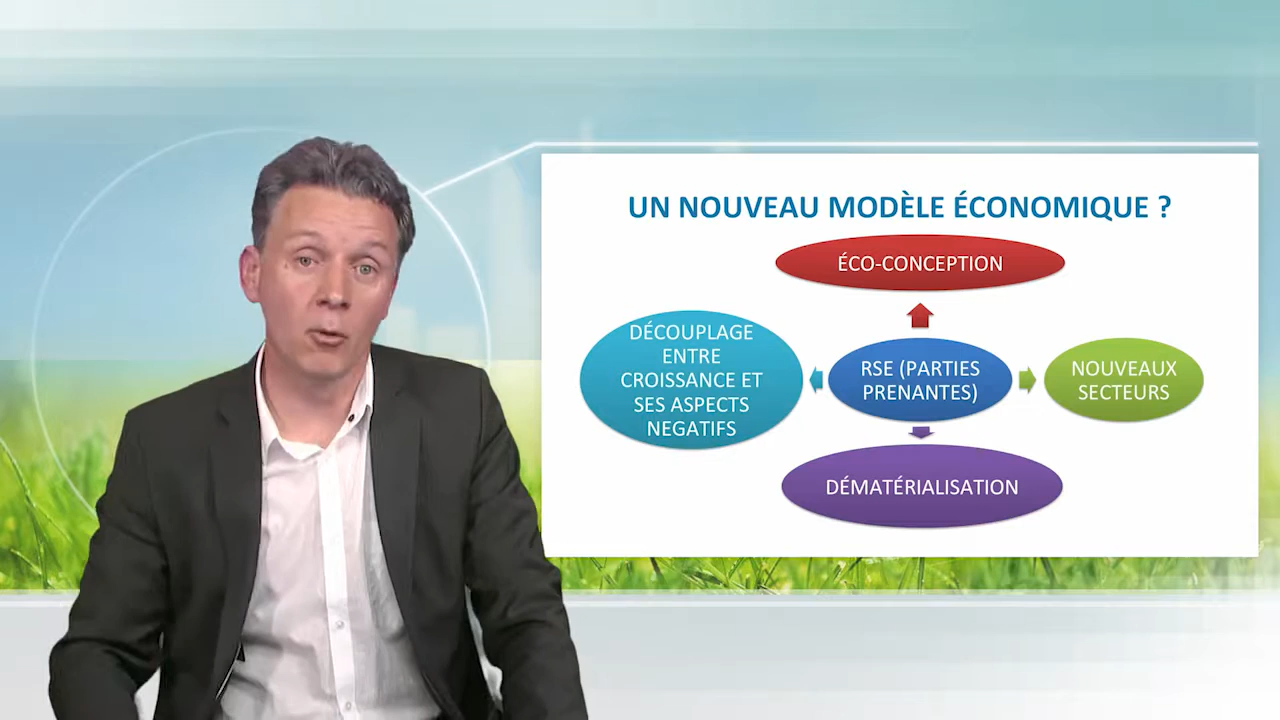 UN NOUVEAU MODÈLE ÉCONOMIQUE ?
ÉCO-CONCEPTION
DÉCOUPLAGE
ENTRE
CROISSANCE ET
SES ASPECTS
NEGATIFS
RSE (PARTIES
PRENANTES)
NOUVEAUX
SECTEURS
DÉMATÉRIALISATION